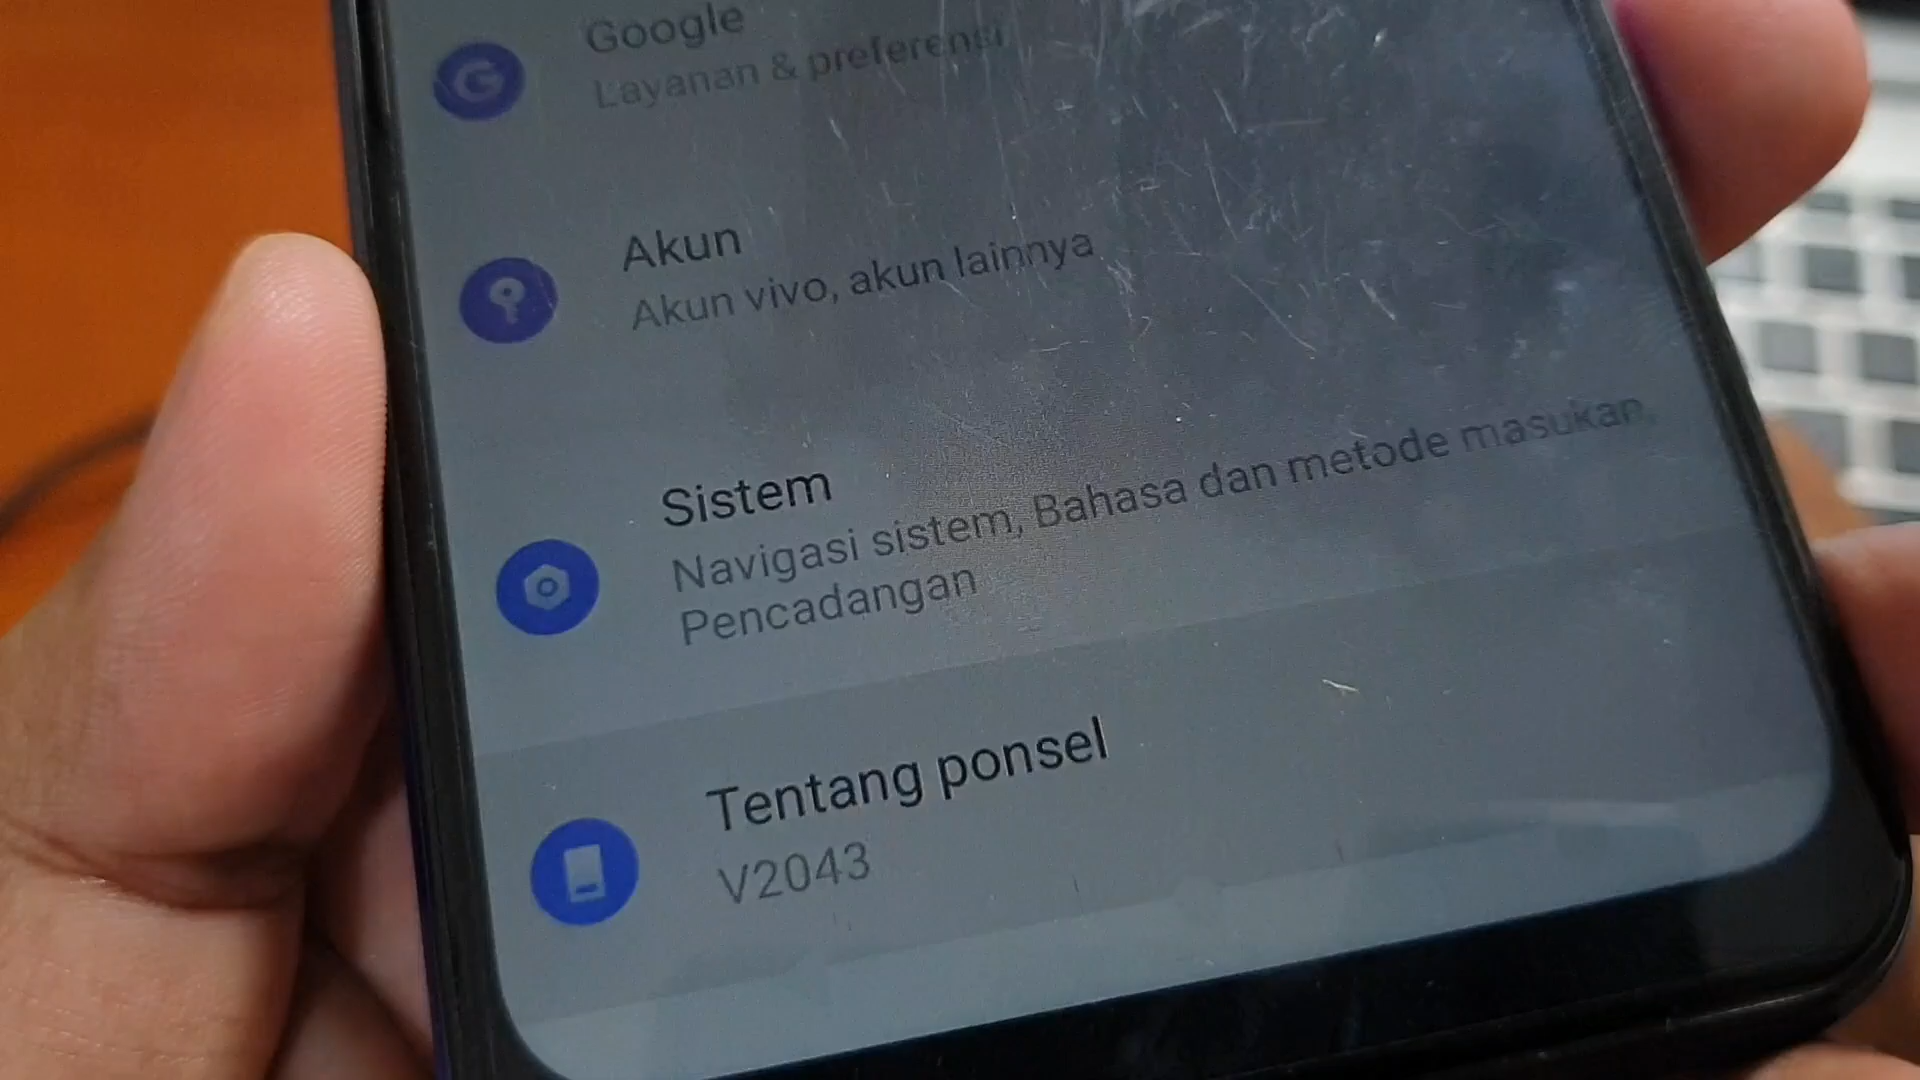 Google
Layanan & preferensi
Akun
Akun vivo, akun lainnya
Sistem
Navigasi sistem, Bahasa dan metode masukan,
Pencadangan
Tentang ponsel
V2043